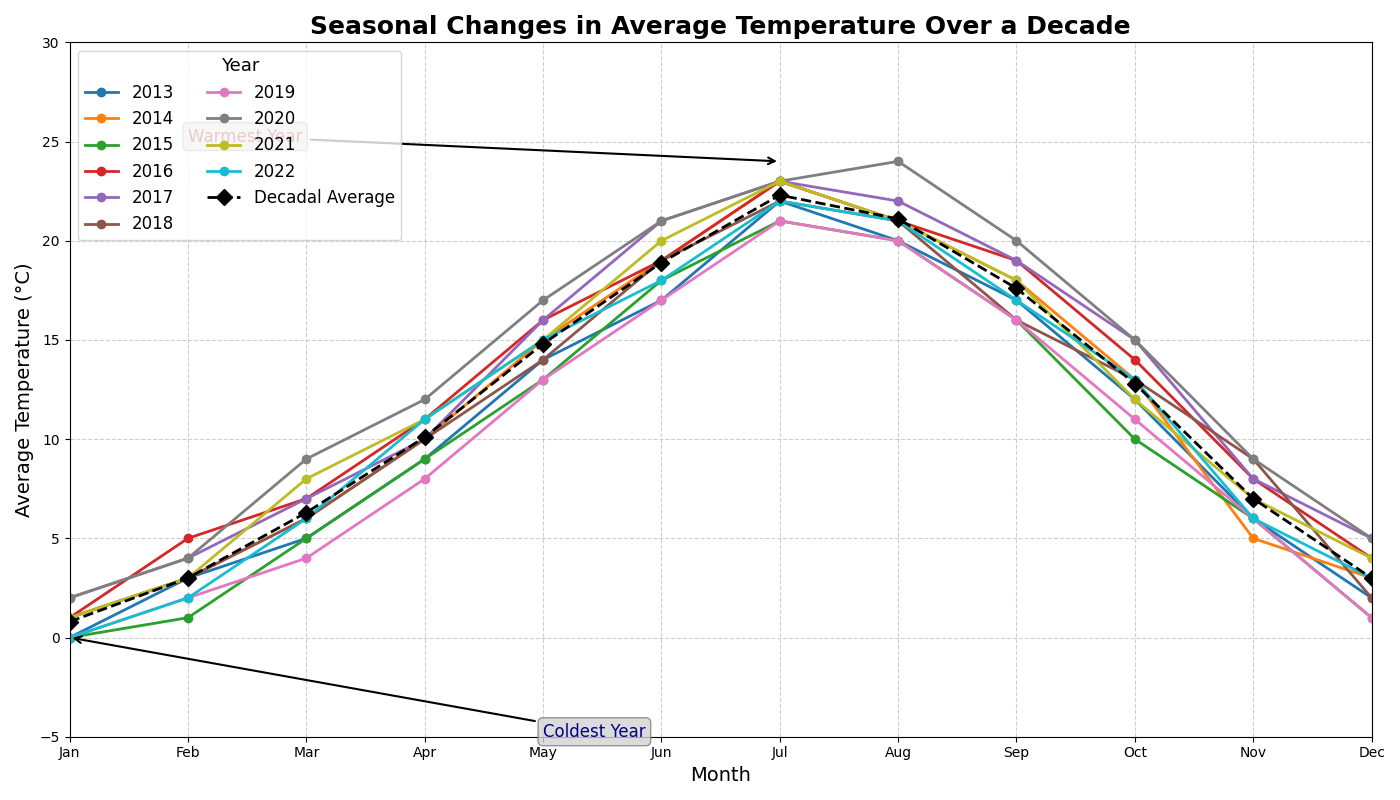 Seasonal Changes in Average Temperature Over a Decade
Average Temperature (°C)
30
25
20
15
10
5
0
−5
Year
2013
2014
2015
2016
2017
2018
2019
2020
2021
2022
Decadal Average
Warmest Year
Coldest Year
Jan
Feb
Mar
Apr
May
Jun
Jul
Aug
Sep
Oct
Nov
Dec
Month